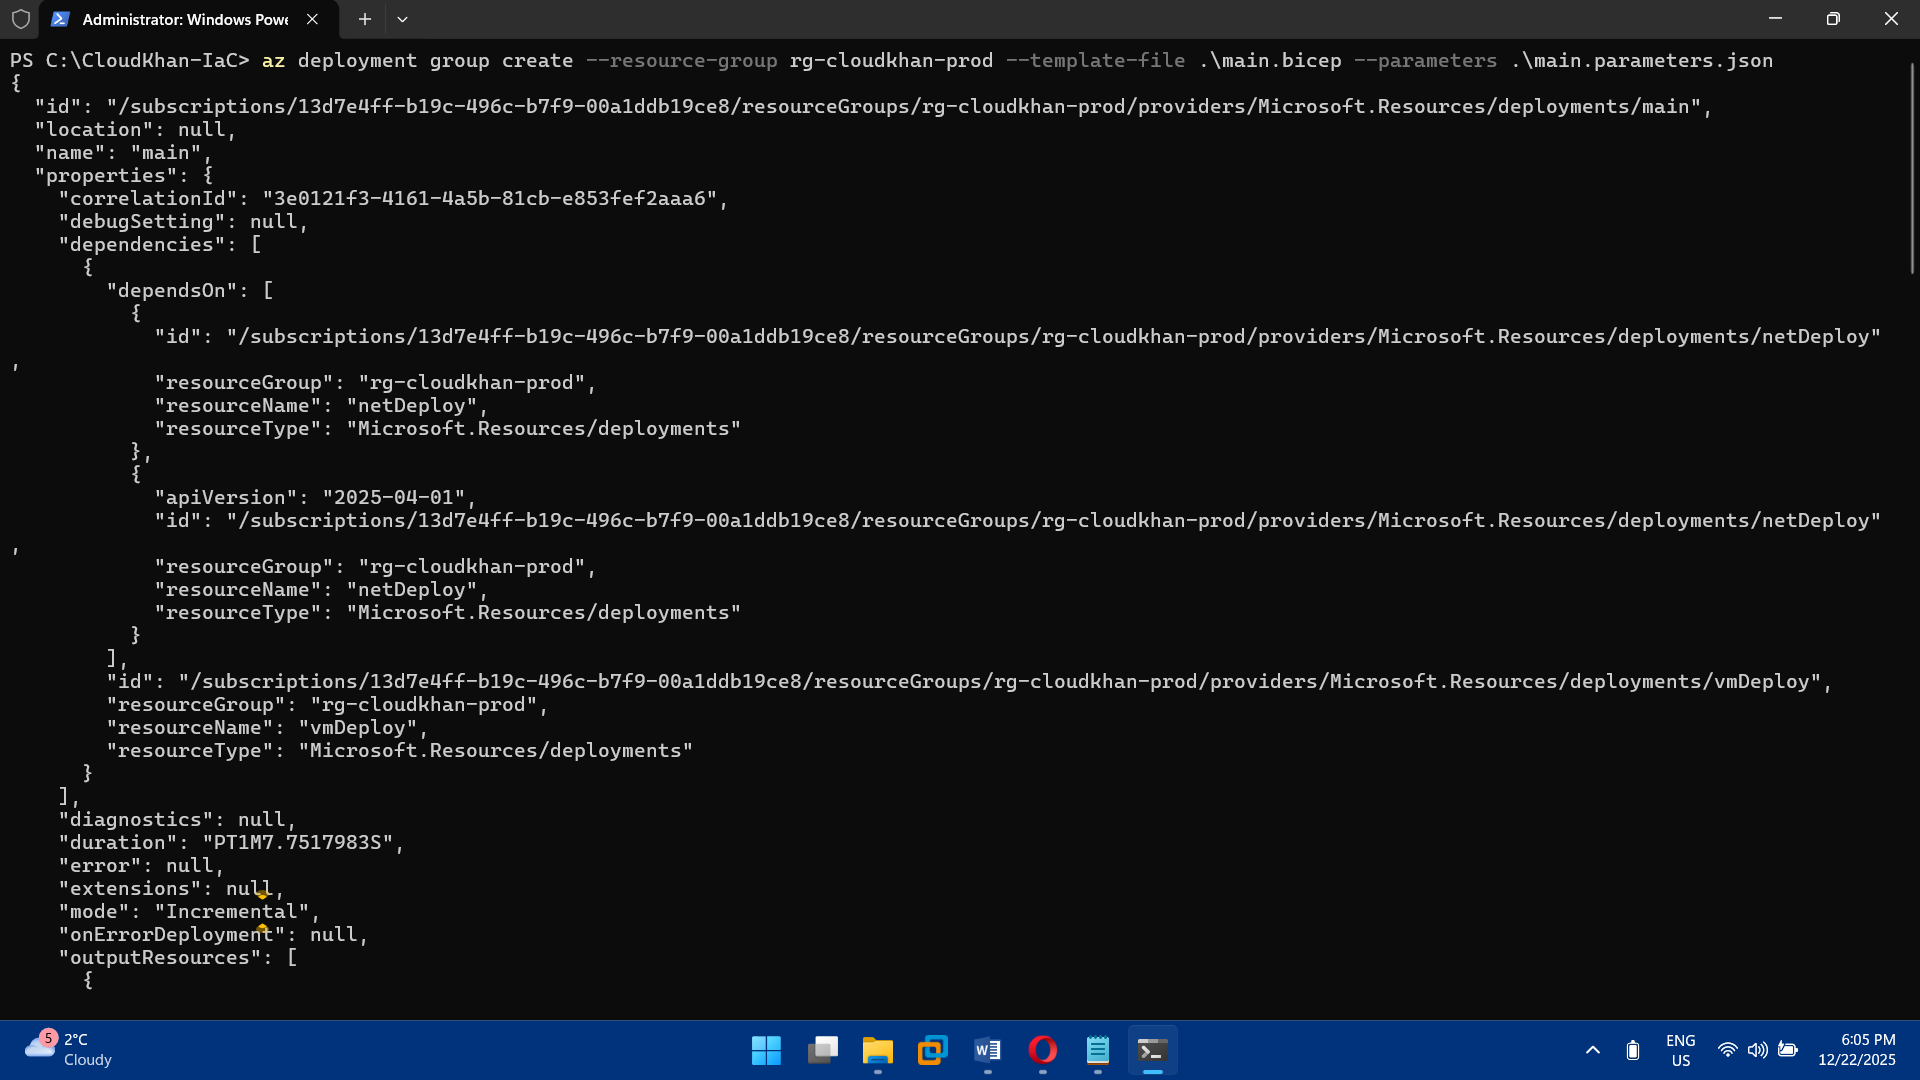 Administrator: Windows Powe
PS C:\CloudKhan-IaC> az deployment group create --resource-group rg-cloudkhan-prod --template-file .\main.bicep --parameters .\main.parameters.json
{
  "id": "/subscriptions/13d7e4ff-b19c-496c-b7f9-00a1ddb19ce8/resourceGroups/rg-cloudkhan-prod/providers/Microsoft.Resources/deployments/main",
  "location": null,
  "name": "main",
  "properties": {
    "correlationId": "3e0121f3-4161-4a5b-81cb-e853fef2aaa6",
    "debugSetting": null,
    "dependencies": [
      {
        "dependsOn": [
          {
            "id": "/subscriptions/13d7e4ff-b19c-496c-b7f9-00a1ddb19ce8/resourceGroups/rg-cloudkhan-prod/providers/Microsoft.Resources/deployments/netDeploy"
,
            "resourceGroup": "rg-cloudkhan-prod",
            "resourceName": "netDeploy",
            "resourceType": "Microsoft.Resources/deployments"
          },
          {
            "apiVersion": "2025-04-01",
            "id": "/subscriptions/13d7e4ff-b19c-496c-b7f9-00a1ddb19ce8/resourceGroups/rg-cloudkhan-prod/providers/Microsoft.Resources/deployments/netDeploy"
,
            "resourceGroup": "rg-cloudkhan-prod",
            "resourceName": "netDeploy",
            "resourceType": "Microsoft.Resources/deployments"
          }
        ],
        "id": "/subscriptions/13d7e4ff-b19c-496c-b7f9-00a1ddb19ce8/resourceGroups/rg-cloudkhan-prod/providers/Microsoft.Resources/deployments/vmDeploy",
        "resourceGroup": "rg-cloudkhan-prod",
        "resourceName": "vmDeploy",
        "resourceType": "Microsoft.Resources/deployments"
      }
    ],
    "diagnostics": null,
    "duration": "PT1M7.7517983S",
    "error": null,
    "extensions": null,
    "mode": "Incremental",
    "onErrorDeployment": null,
    "outputResources": [
      {
5
2°C
Cloudy
W
ENG
US
6:05 PM
12/22/2025